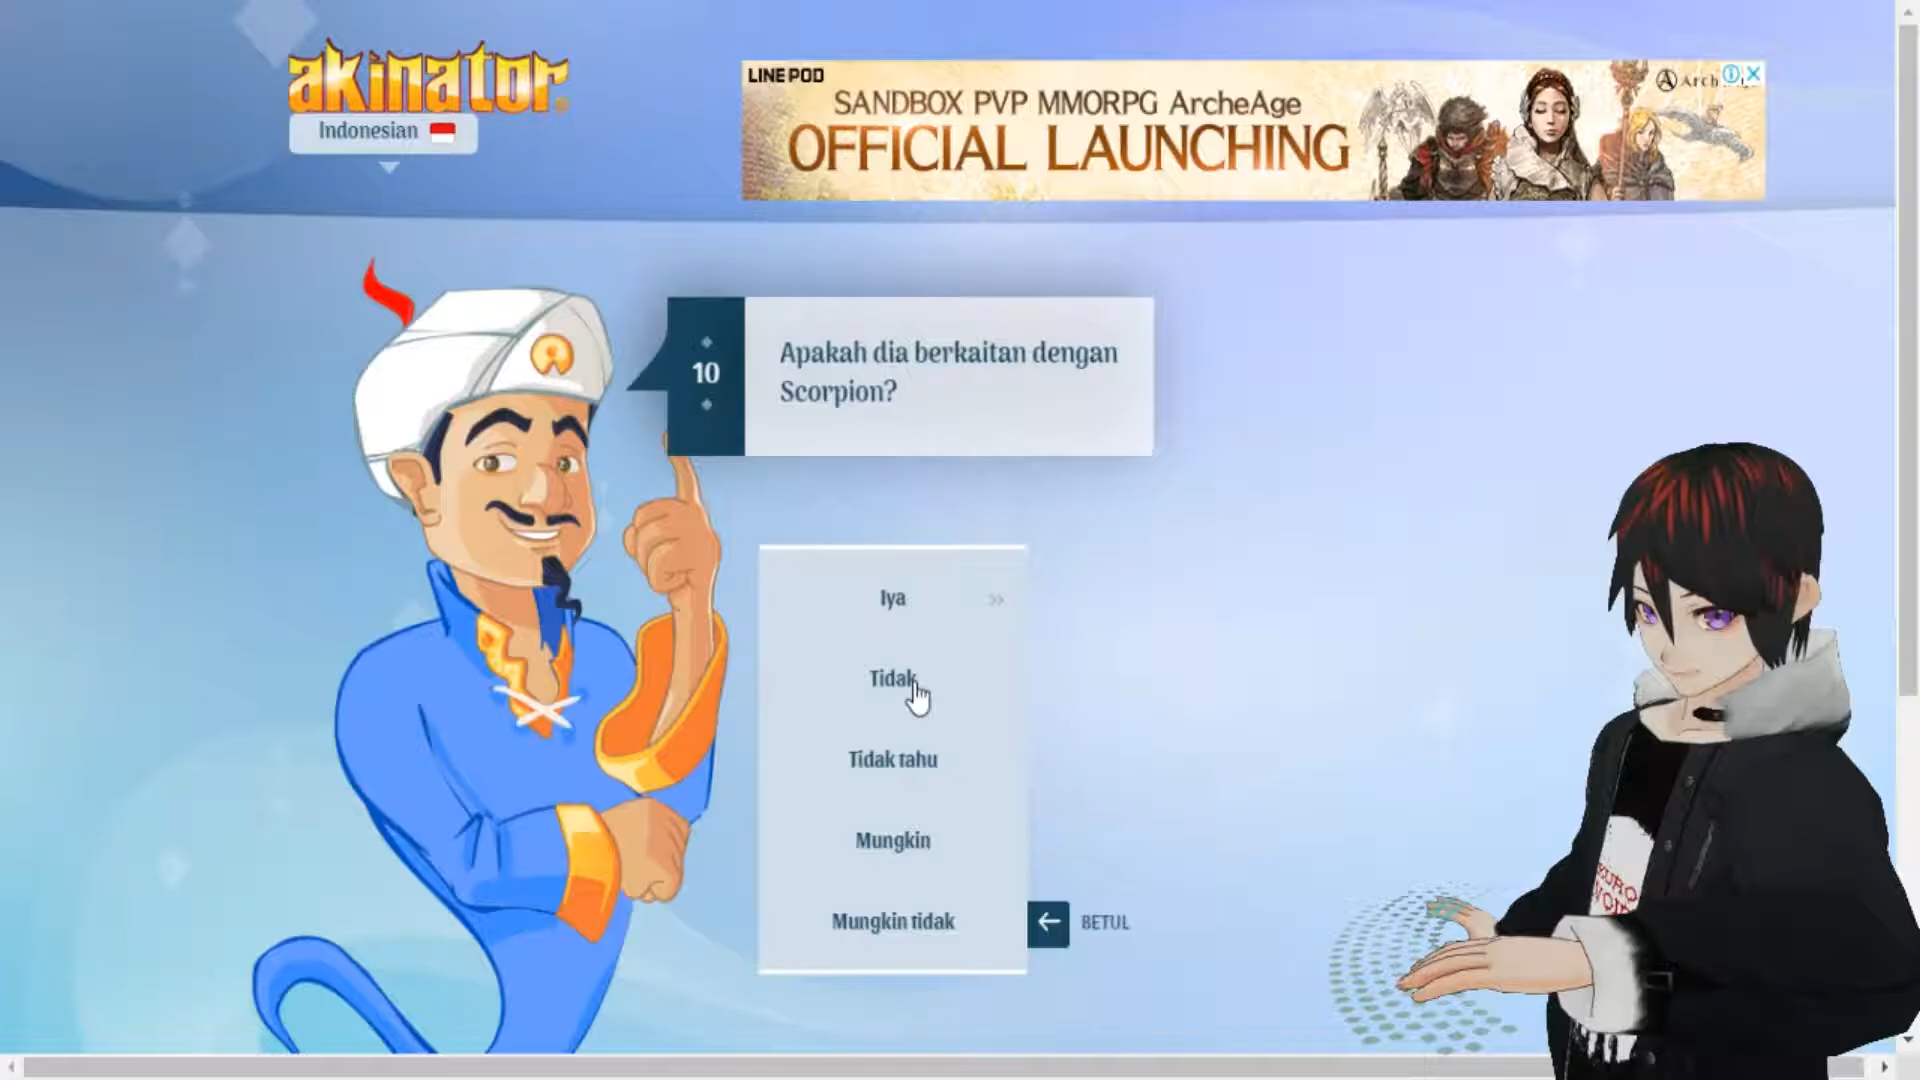 akinator
Indonesian
LINE POD
SANDBOX PVP MMORPG ArcheAge
OFFICIAL LAUNCHING
10
Apakah dia berkaitan dengan
Scorpion?
Iya
Tidak
Tidak tahu
Mungkin
Mungkin tidak
BETUL